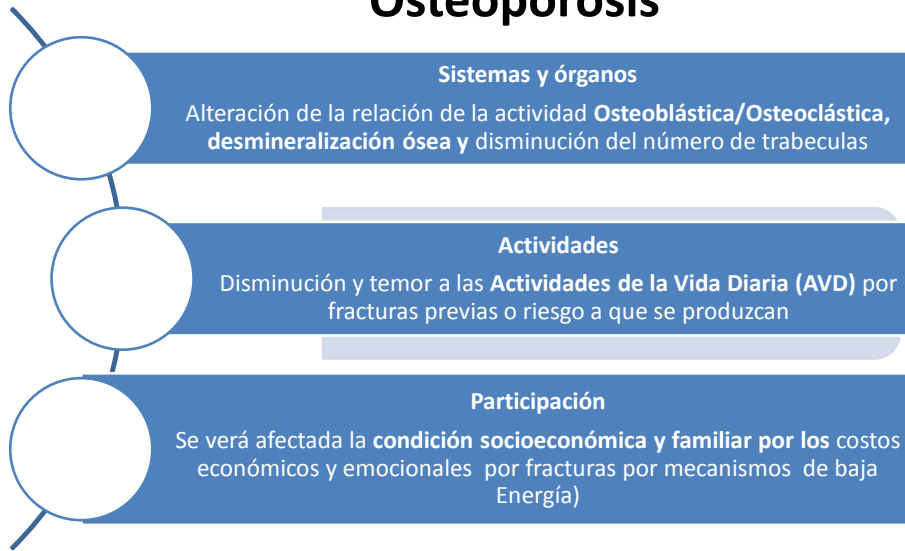 Osteoporosis
Sistemas y órganos
Alteración de la relación de la actividad Osteoblástica/Osteoclástica,
desmineralización ósea y disminución del número de trabeculas
Actividades
Disminución y temor a las Actividades de la Vida Diaria (AVD) por
fracturas previas o riesgo a que se produzcan
Participación
Se verá afectada la condición socioeconómica y familiar por los costos
económicos y emocionales por fracturas por mecanismos de baja
Energía)